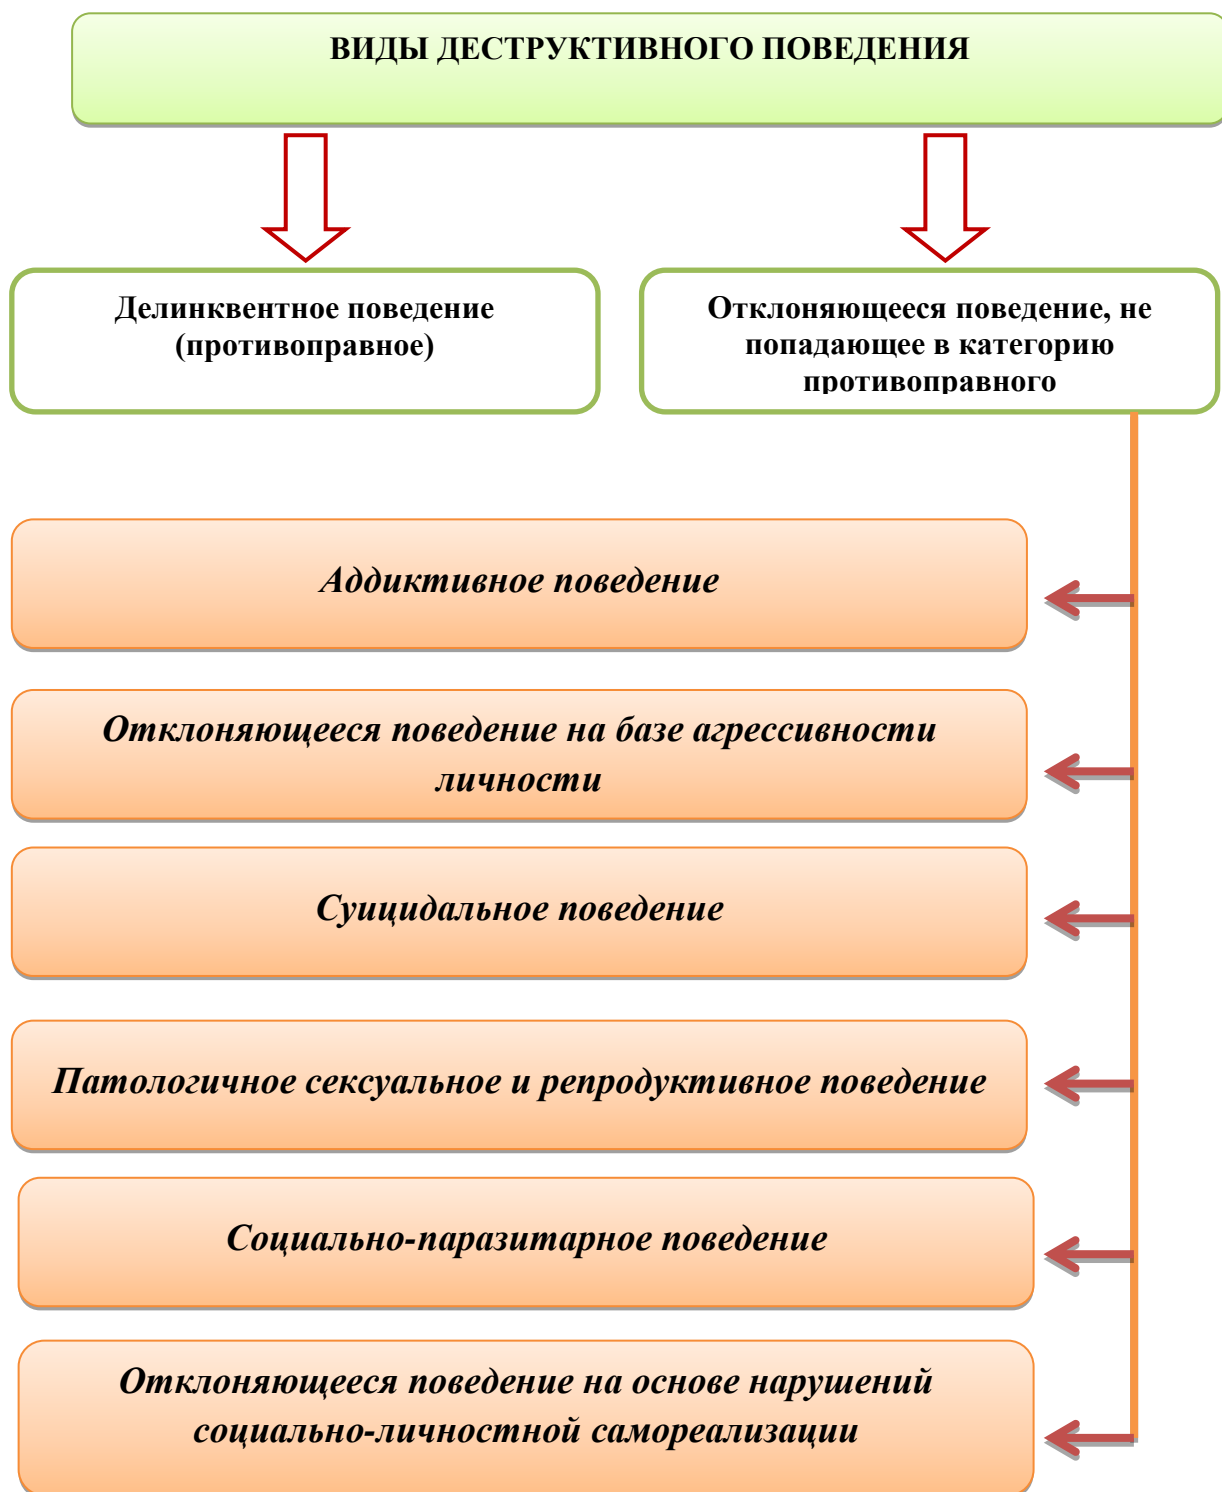 ВИДЫ ДЕСТРУКТИВНОГО ПОВЕДЕНИЯ
Делинквентное поведение
(противоправное)
Отклоняющееся поведение, не
попадающее в категорию
противоправного
Аддиктивное поведение
Отклоняющееся поведение на базе агрессивности
личности
Суицидальное поведение
Патологичное сексуальное и репродуктивное поведение
Социально-паразитарное поведение
Отклоняющееся поведение на основе нарушений
социально-личностной самореализации